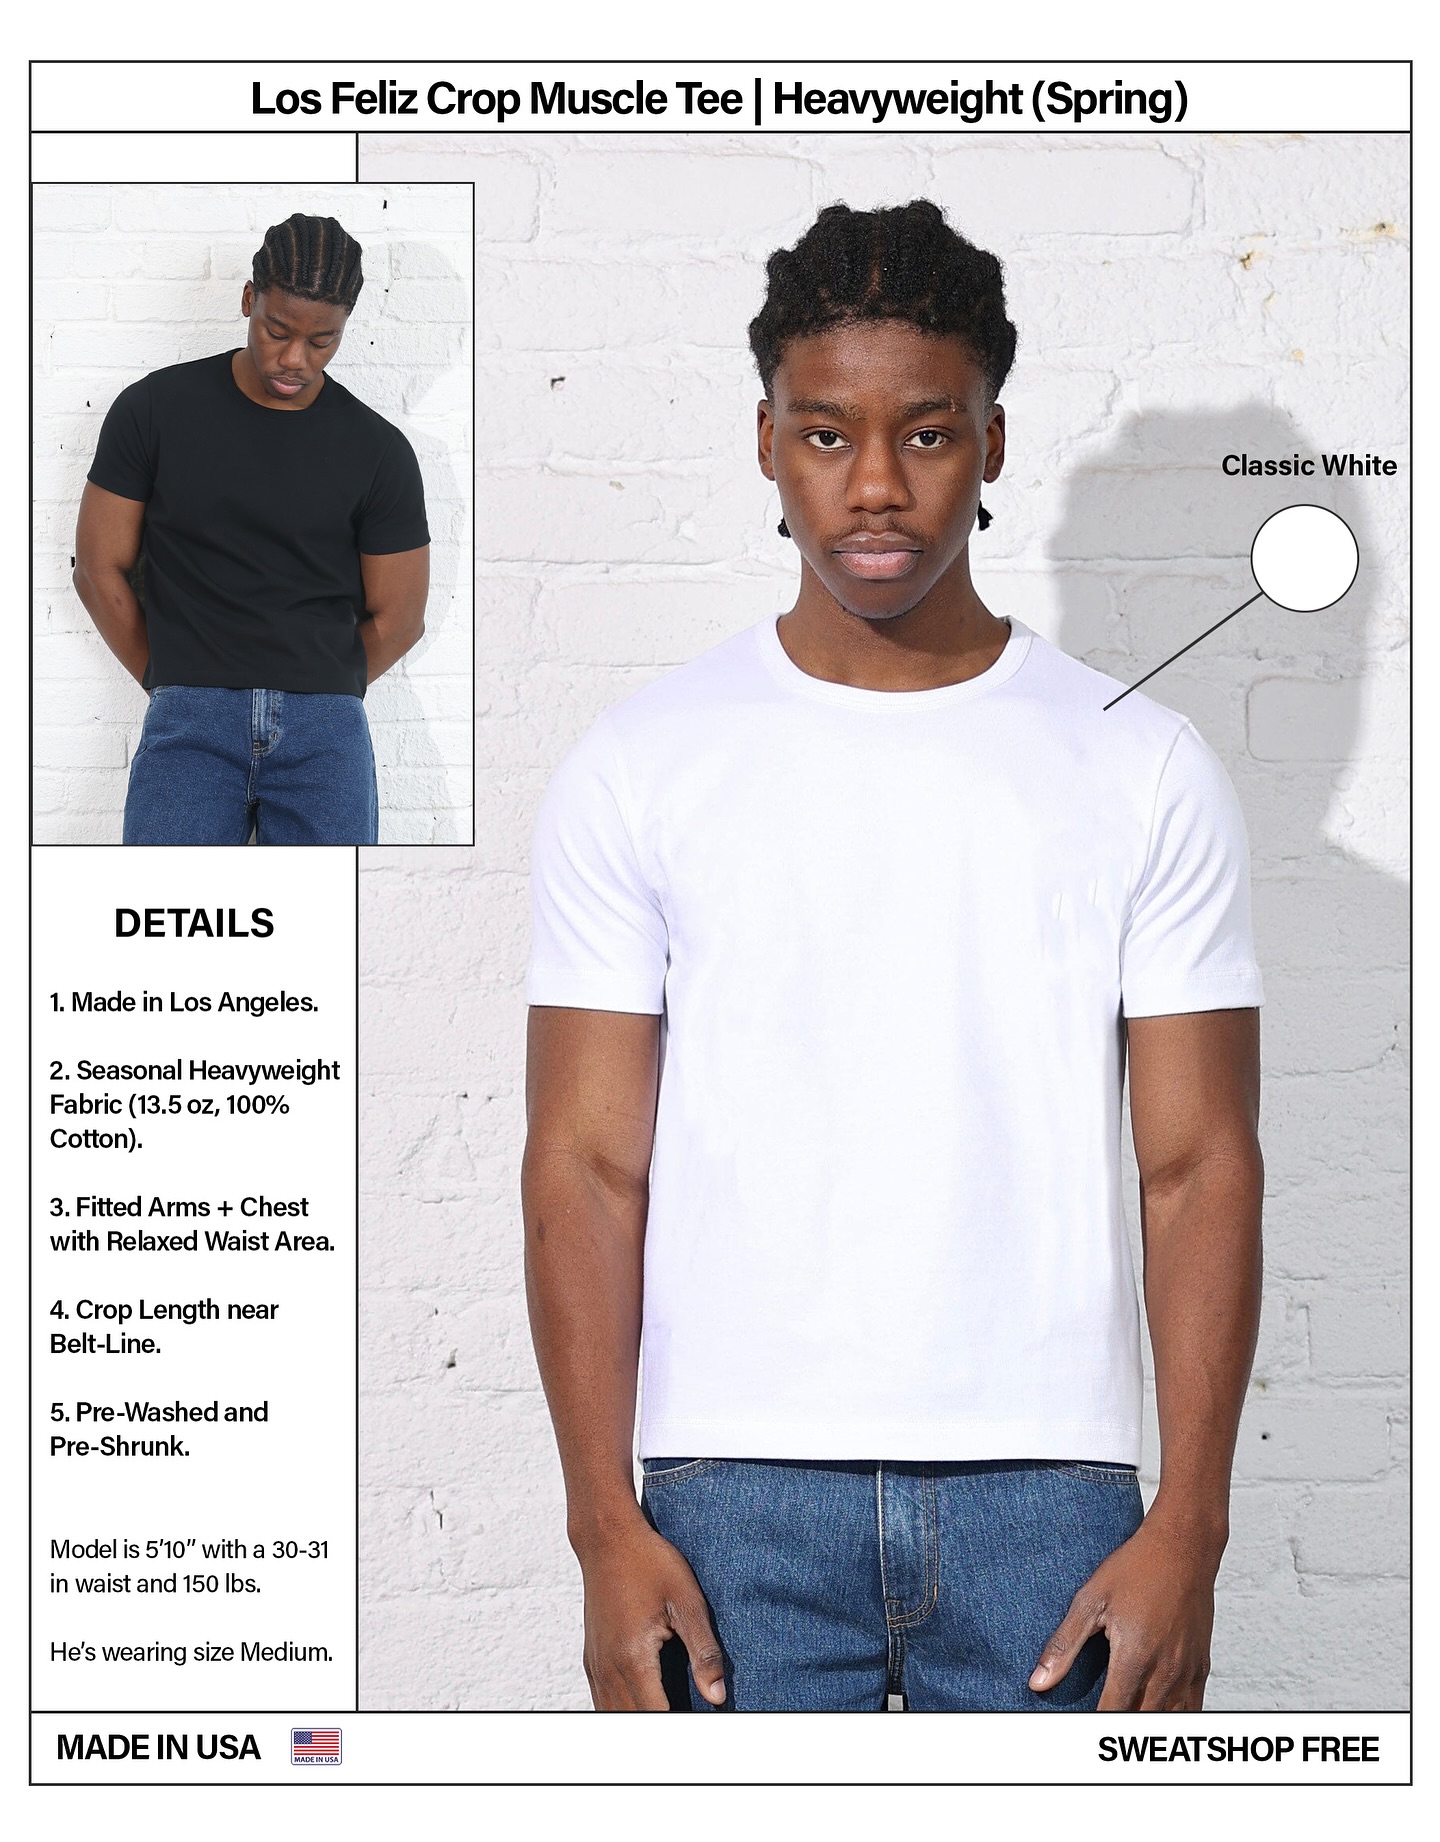 Los Feliz Crop Muscle Tee | Heavyweight (Spring)
Classic White
DETAILS
1. Made in Los Angeles.
2. Seasonal Heavyweight
Fabric (13.5 oz, 100%
Cotton).
3. Fitted Arms + Chest
with Relaxed Waist Area.
4. Crop Length near
Belt-Line.
5. Pre-Washed and
Pre-Shrunk.
Model is 5’10” with a 30-31
in waist and 150 lbs.
He’s wearing size Medium.
MADE IN USA
MADE IN USA
SWEATSHOP FREE